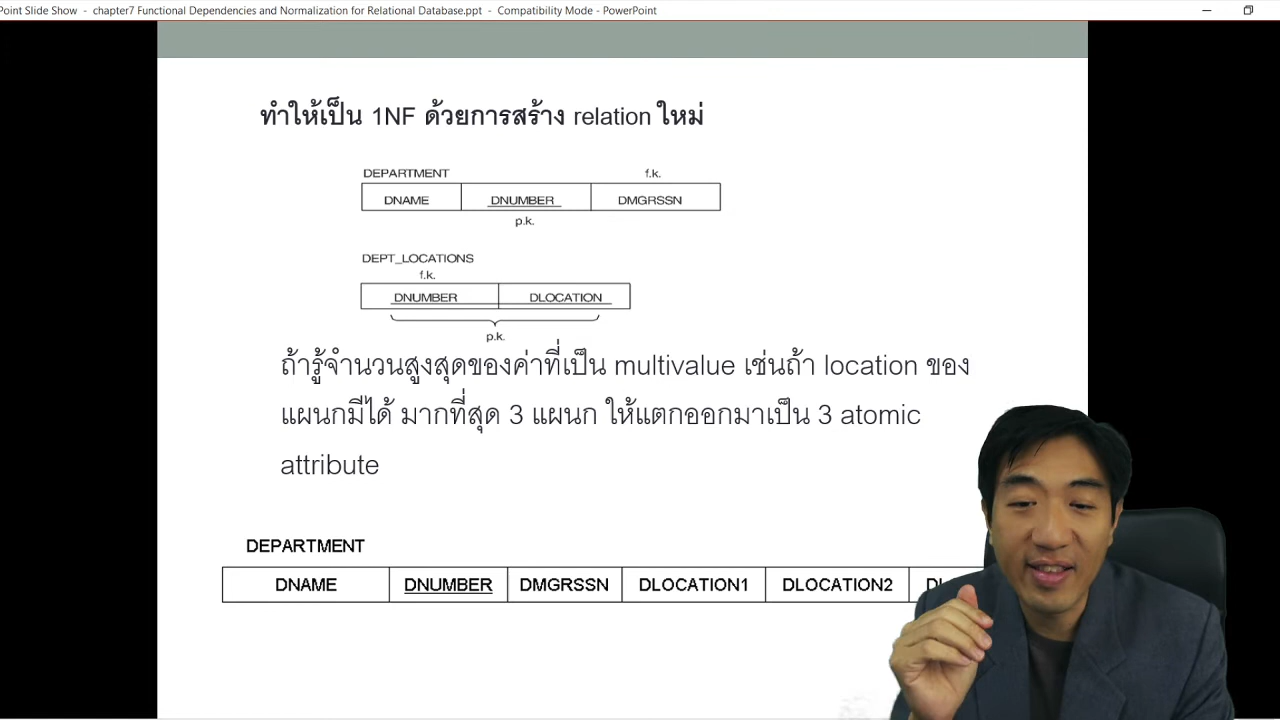 Point Slide Show - chapter7 Functional Dependencies and Normalization for Relational Database.ppt - Compatibility Mode - PowerPoint
ทำให้เป็น 1NF ด้วยการสร้าง relation ใหม่
DEPARTMENT f.k.
DNAME DNUMBER DMGRSSN
p.k.
DEPT_LOCATIONS
f.k.
DNUMBER DLOCATION
p.k.
ถ้ารู้จำนวนสูงสุดของค่าที่เป็น multivalue เช่นถ้า location ของ
แผนกมีได้ มากที่สุด 3 แผนก ให้แตกออกมาเป็น 3 atomic
attribute
DEPARTMENT
DNAME DNUMBER DMGRSSN DLOCATION1 DLOCATION2